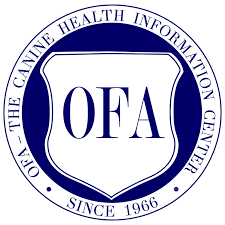 OFA – THE CANINE HEALTH INFORMATION CENTER
OFA
• SINCE 1966 •